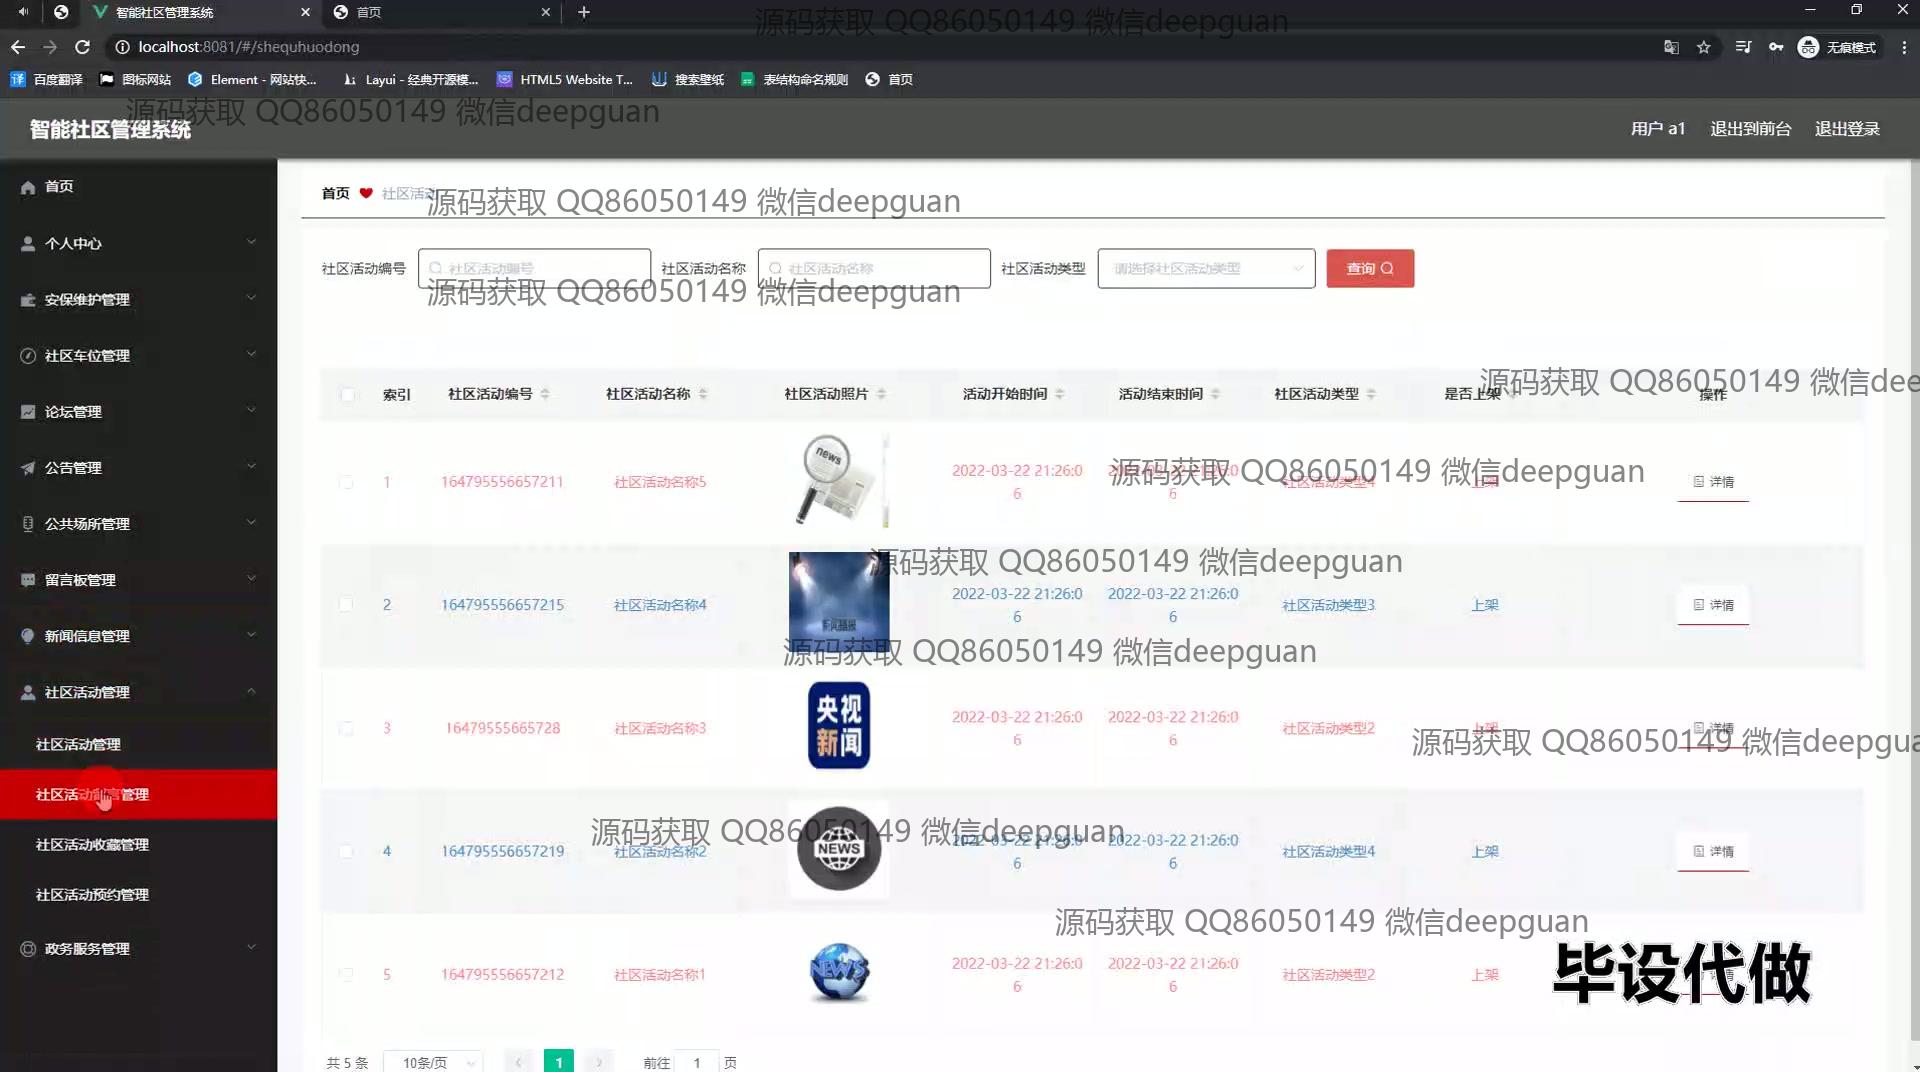 智能社区管理系统
首页
localhost:8081/#/shequhuodong
无痕模式
百度翻译
图标网站
Element - 网站快...
Layui - 经典开源模...
HTML5 Website T...
搜索壁纸
表结构命名规则
首页
源码获取 QQ86050149 微信deepguan
源码获取 QQ86050149 微信deepguan
智能社区管理系统
用户 a1
退出到前台
退出登录
首页
个人中心
安保维护管理
社区车位管理
论坛管理
公告管理
公共场所管理
留言板管理
新闻信息管理
社区活动管理
社区活动管理
社区活动留言管理
社区活动收藏管理
社区活动预约管理
政务服务管理
首页
社区活动
源码获取 QQ86050149 微信deepguan
社区活动编号
社区活动编号
社区活动名称
社区活动名称
社区活动类型
请选择社区活动类型
查询
源码获取 QQ86050149 微信deepguan
索引 社区活动编号 社区活动名称 社区活动照片 活动开始时间 活动结束时间 社区活动类型 是否上架 操作
源码获取 QQ86050149 微信dee
1 164795556657211 社区活动名称5 news 2022-03-22 21:26:06 2022-03-22 21:26:06 社区活动类型4 上架 详情
源码获取 QQ86050149 微信deepguan
2 164795556657215 社区活动名称4 新闻播报 2022-03-22 21:26:06 2022-03-22 21:26:06 社区活动类型3 上架 详情
源码获取 QQ86050149 微信deepguan
源码获取 QQ86050149 微信deepguan
3 16479555665728 社区活动名称3 央视新闻 2022-03-22 21:26:06 2022-03-22 21:26:06 社区活动类型2 上架 详情
源码获取 QQ86050149 微信deepgua
4 164795556657219 社区活动名称2 NEWS 2022-03-22 21:26:06 2022-03-22 21:26:06 社区活动类型4 上架 详情
源码获取 QQ86050149 微信deepguan
源码获取 QQ86050149 微信deepguan
5 164795556657212 社区活动名称1 NEWS 2022-03-22 21:26:06 2022-03-22 21:26:06 社区活动类型2 上架
毕设代做
共 5 条 10条/页 1 前往 1 页